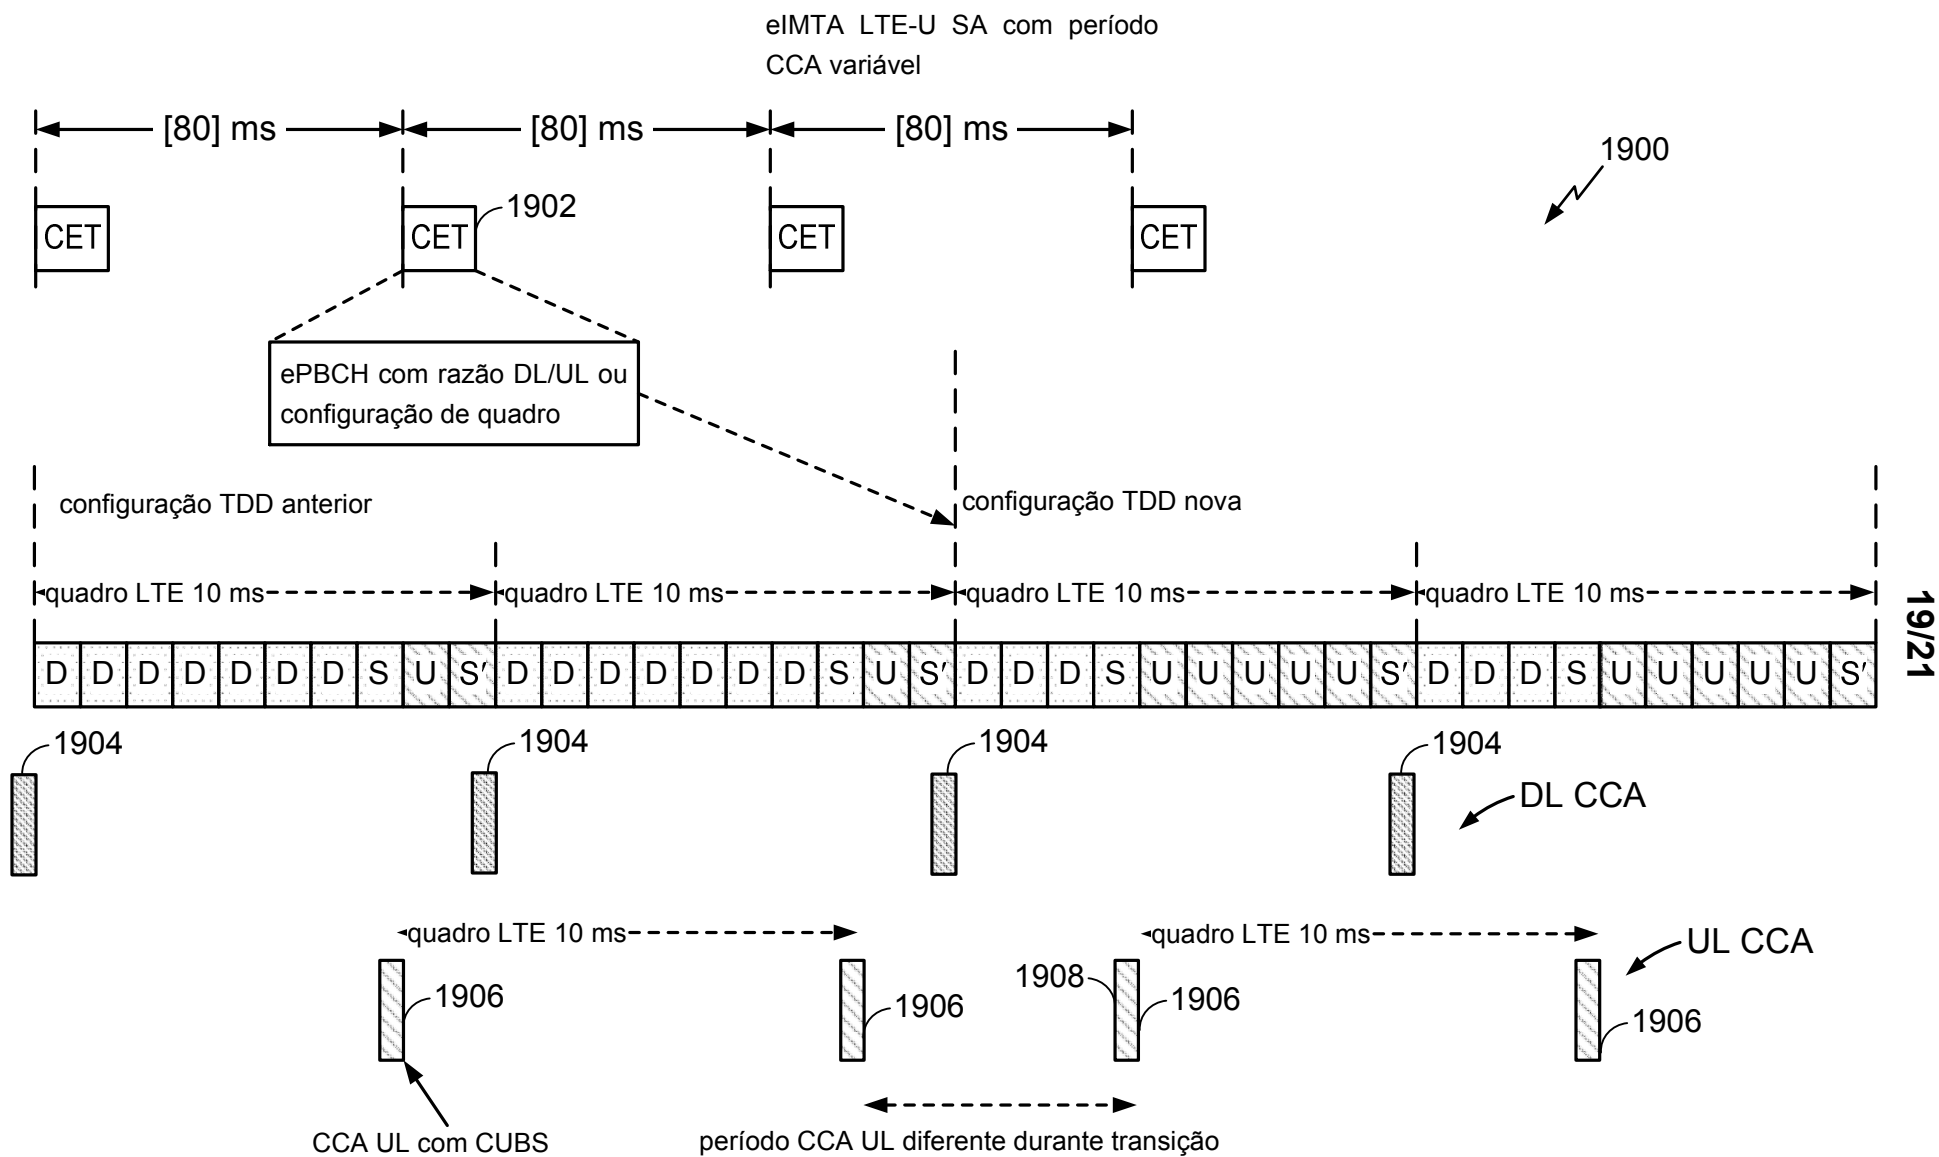 eIMTA LTE-U SA com período
CCA variável
[80] ms [80] ms [80] ms
1900
CET CET 1902 CET CET
ePBCH com razão DL/UL ou
configuração de quadro
configuração TDD anterior configuração TDD nova
quadro LTE 10 ms quadro LTE 10 ms quadro LTE 10 ms quadro LTE 10 ms
19/21
D D D D D D D S U S′ D D D D D D D S U S′ D D D S U U U U U S′ D D D S U U U U U S′
1904 1904 1904 1904
DL CCA
quadro LTE 10 ms quadro LTE 10 ms
UL CCA
1906 1906 1908 1906 1906
CCA UL com CUBS
período CCA UL diferente durante transição